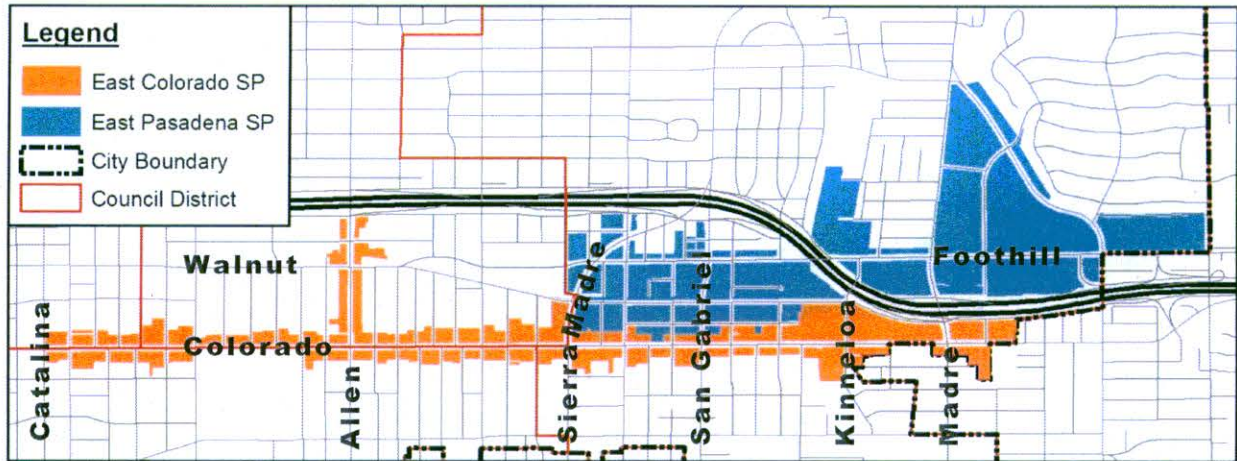 Legend
East Colorado SP
East Pasadena SP
City Boundary
Council District
Walnut
Foothill
Colorado
Catalina
Allen
Sierra Madre
San Gabriel
Kinneloa
Madre